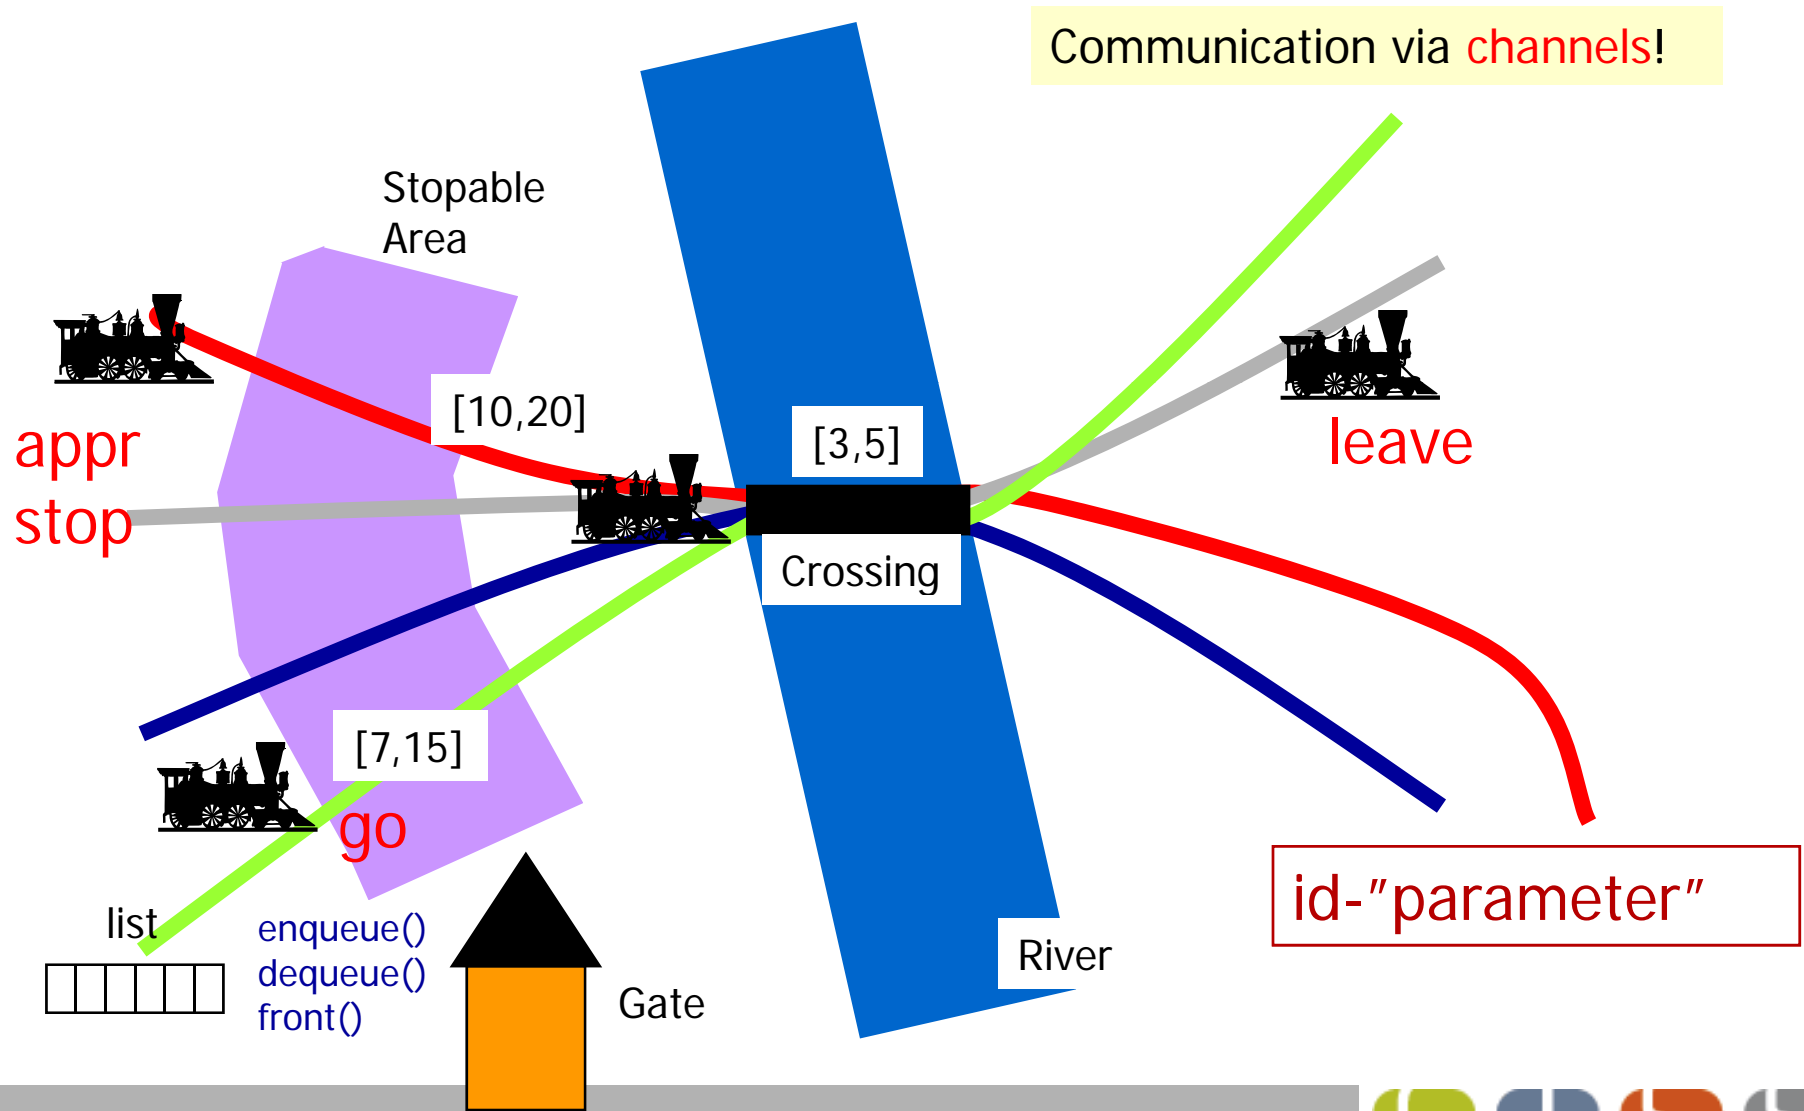 Communication via channels!
Stopable
Area
[10,20]
[3,5]
appr
stop
leave
Crossing
[7,15]
go
id-"parameter"
list
enqueue()
dequeue()
front()
Gate
River